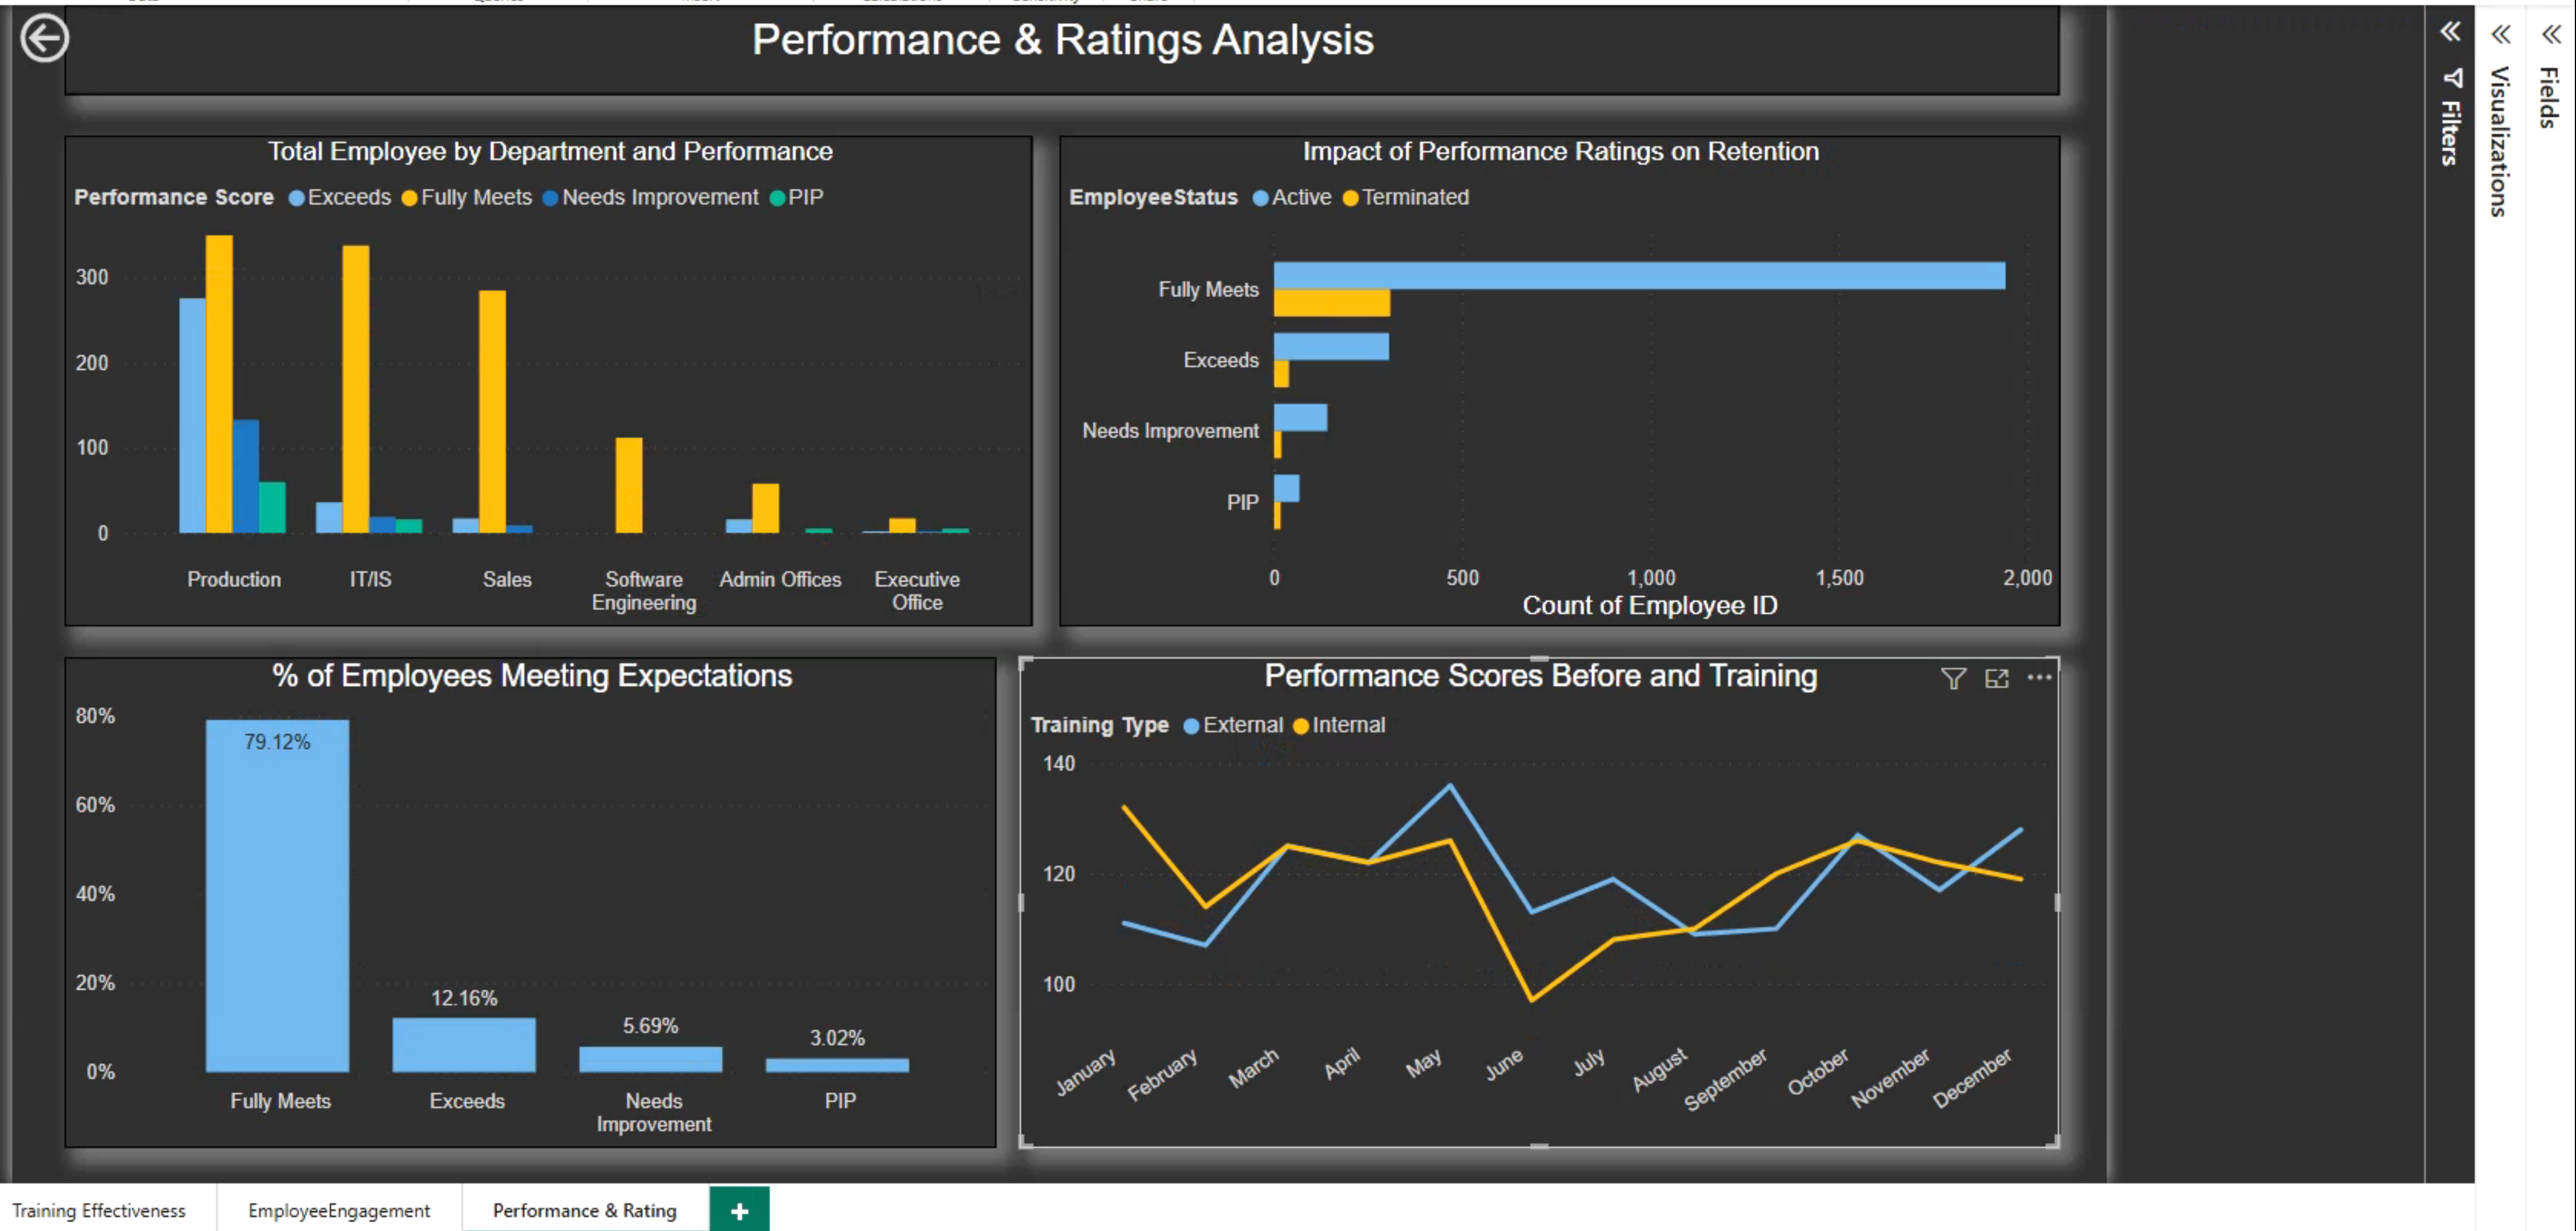 Performance & Ratings Analysis
Filters
Visualizations
Fields
Total Employee by Department and Performance
Performance Score Exceeds Fully Meets Needs Improvement PIP
300
200
100
0
Production IT/IS Sales Software Engineering Admin Offices Executive Office
Impact of Performance Ratings on Retention
EmployeeStatus Active Terminated
Fully Meets
Exceeds
Needs Improvement
PIP
0 500 1,000 1,500 2,000
Count of Employee ID
% of Employees Meeting Expectations
80%
79.12%
60%
40%
20%
12.16%
5.69%
3.02%
0%
Fully Meets Exceeds Needs Improvement PIP
Performance Scores Before and Training
Training Type External Internal
140
120
100
January February March April May June July August September October November December
Training Effectiveness EmployeeEngagement Performance & Rating +